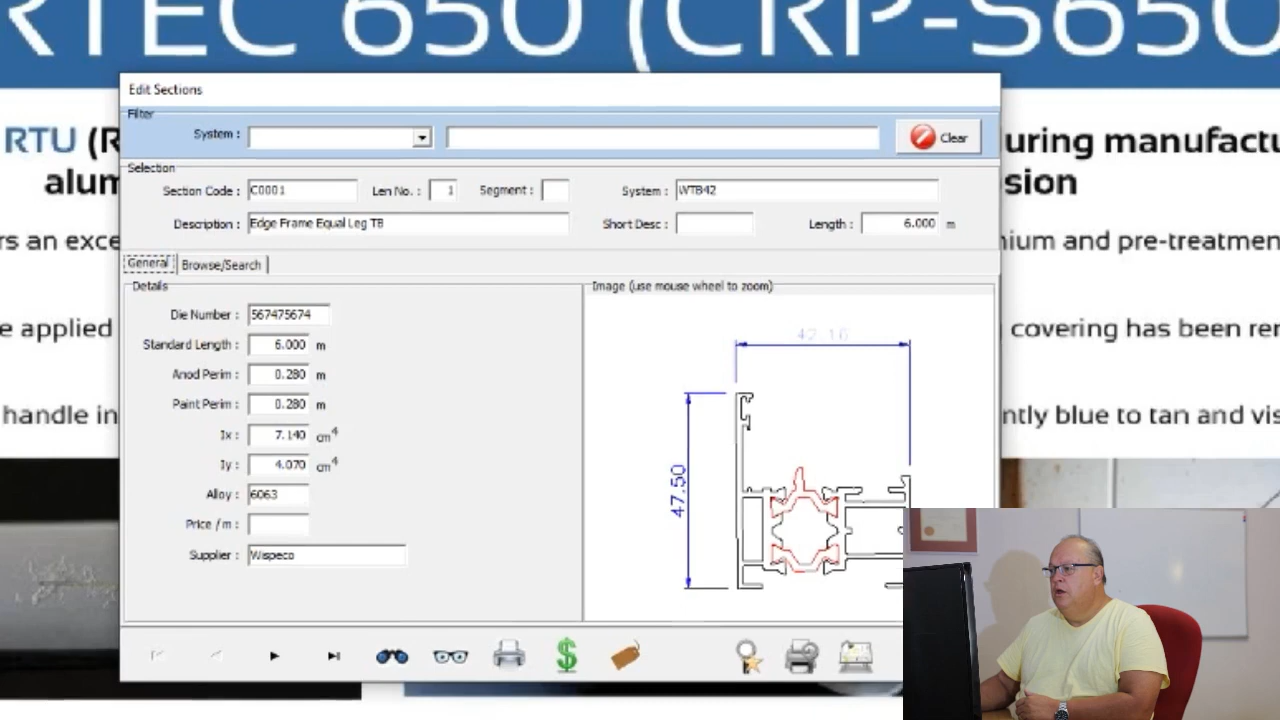 RTEC 650 (CRP-S650
RTU (R
uring manufactu
alum
sion
rs an exce
nium and pre-treatmen
e applied
covering has been re
handle in
ntly blue to tan and vis
Edit Sections
Filter
System :
Clear
Selection
Section Code : C0001 Len No. : 1 Segment : System : WTB42
Description : Edge Frame Equal Leg TB Short Desc : Length : 6.000 m
General Browse/Search
Details
Image (use mouse wheel to zoom)
Die Number : 567475674
Standard Length : 6.000 m
Anod Perim : 0.280 m
Paint Perim : 0.280 m
Ix : 7.140 cm4
Iy : 4.070 cm4
Alloy : 6063
Price / m :
Supplier : Wispeco
47.50